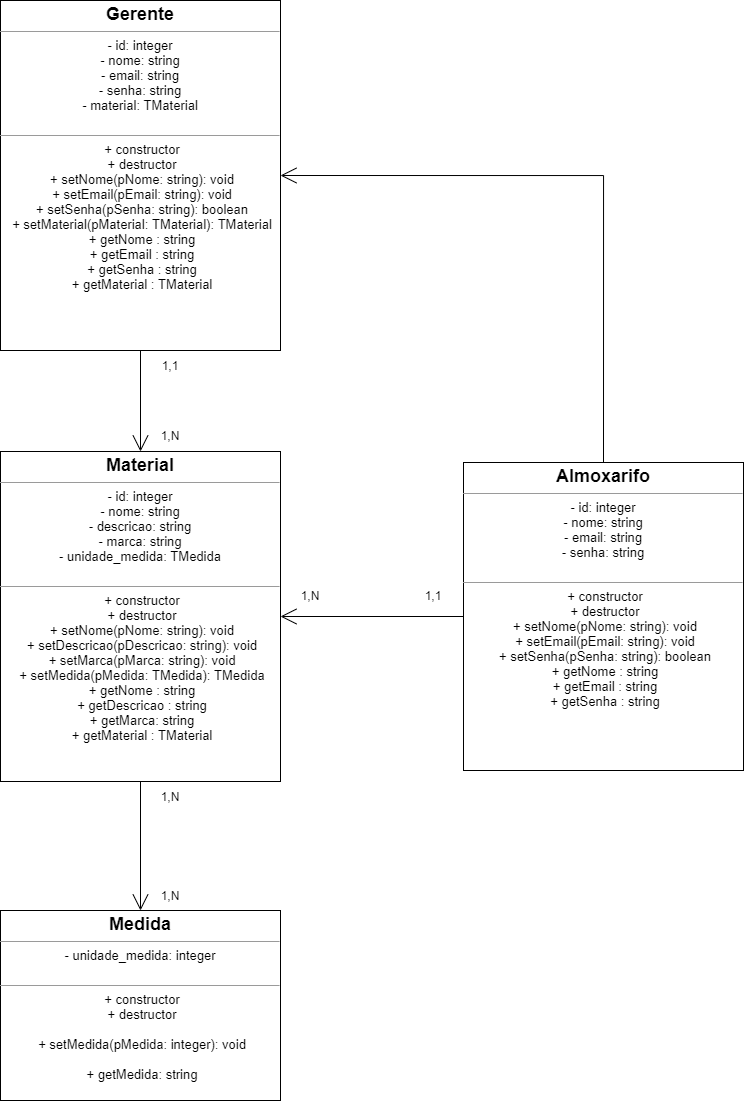 Gerente
- id: integer
- nome: string
- email: string
- senha: string
- material: TMaterial
+ constructor
+ destructor
+ setNome(pNome: string): void
+ setEmail(pEmail: string): void
+ setSenha(pSenha: string): boolean
+ setMaterial(pMaterial: TMaterial): TMaterial
+ getNome : string
+ getEmail : string
+ getSenha : string
+ getMaterial : TMaterial
1,1
1,N
Material
- id: integer
- nome: string
- descricao: string
- marca: string
- unidade_medida: TMedida
+ constructor
+ destructor
+ setNome(pNome: string): void
+ setDescricao(pDescricao: string): void
+ setMarca(pMarca: string): void
+ setMedida(pMedida: TMedida): TMedida
+ getNome : string
+ getDescricao : string
+ getMarca: string
+ getMaterial : TMaterial
1,N
1,1
Almoxarifo
- id: integer
- nome: string
- email: string
- senha: string
+ constructor
+ destructor
+ setNome(pNome: string): void
+ setEmail(pEmail: string): void
+ setSenha(pSenha: string): boolean
+ getNome : string
+ getEmail : string
+ getSenha : string
1,N
1,N
Medida
- unidade_medida: integer
+ constructor
+ destructor
+ setMedida(pMedida: integer): void
+ getMedida: string